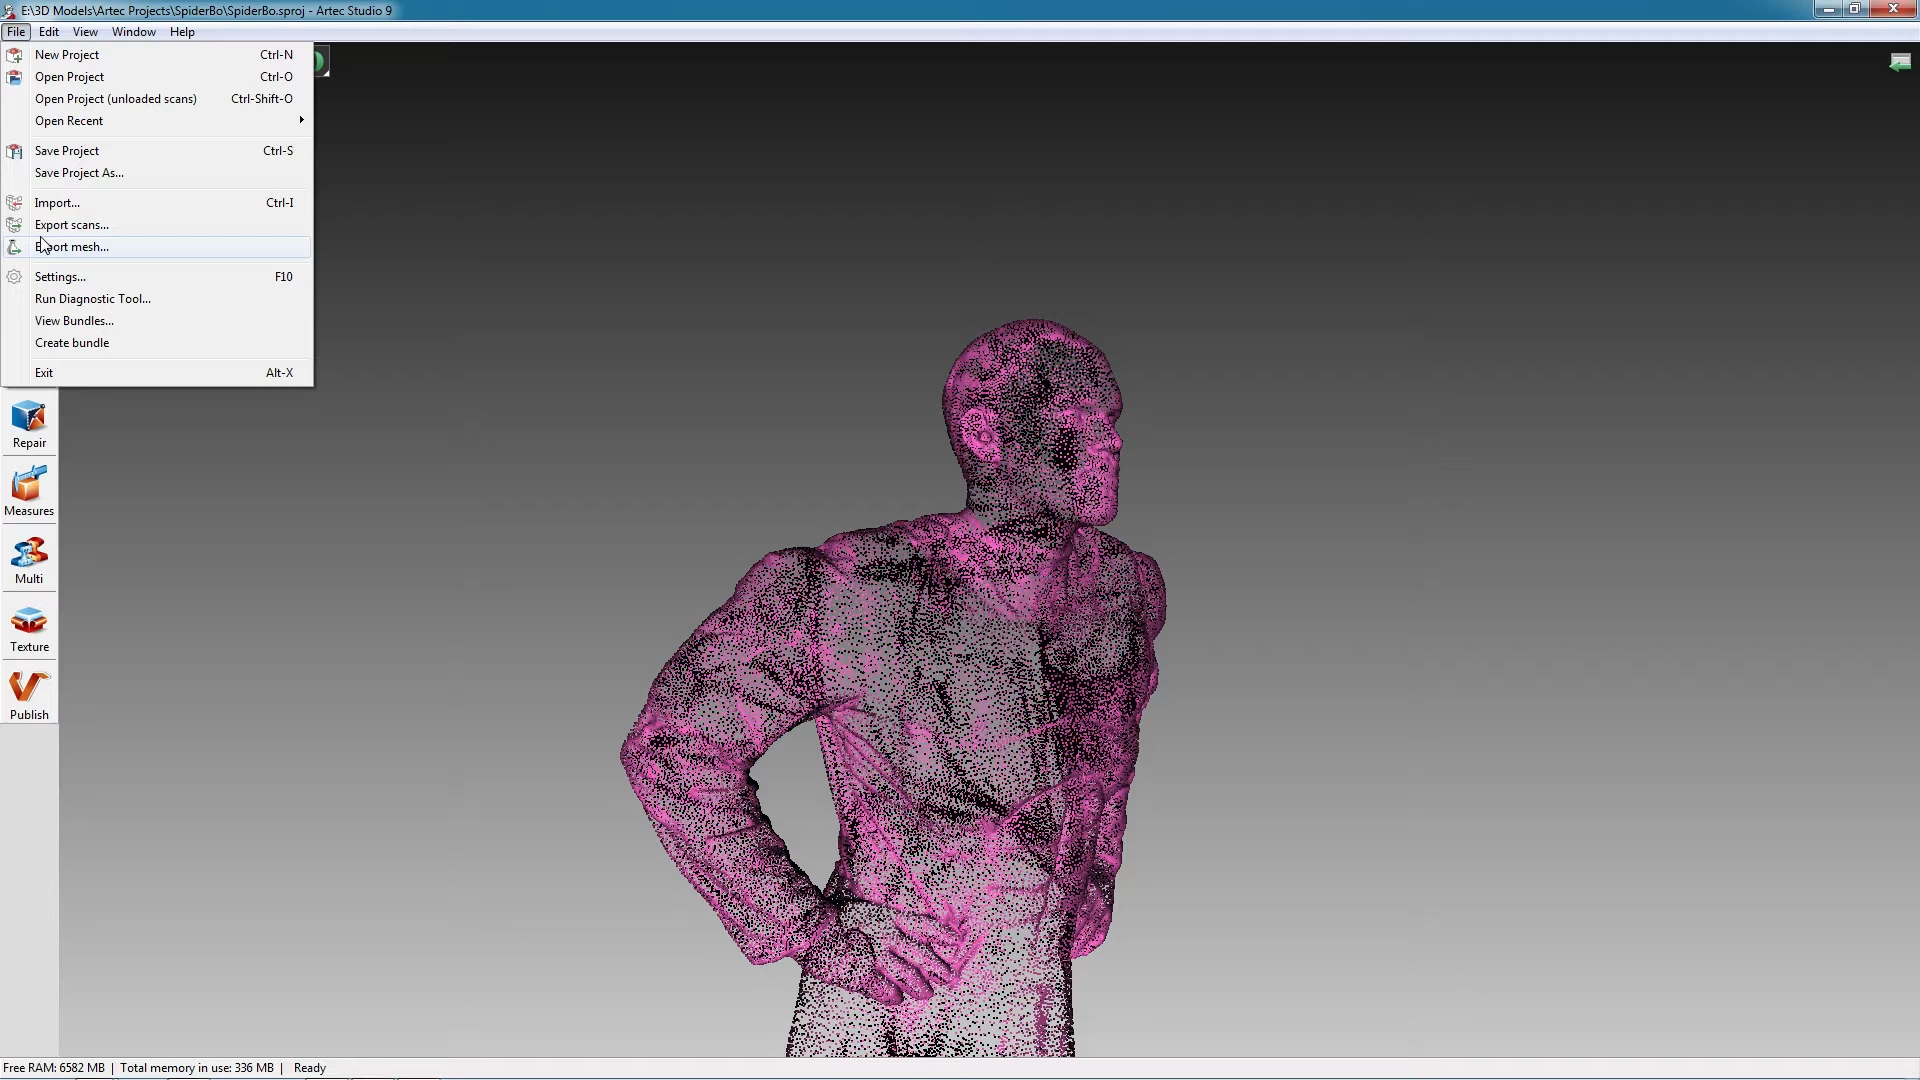 E:\3D Models\Artec Projects\SpiderBo\SpiderBo.sproj - Artec Studio 9
File Edit View Window Help
New Project Ctrl-N
Open Project Ctrl-O
Open Project (unloaded scans) Ctrl-Shift-O
Open Recent
Save Project Ctrl-S
Save Project As...
Import... Ctrl-I
Export scans...
Export mesh...
Settings... F10
Run Diagnostic Tool...
View Bundles...
Create bundle
Exit Alt-X
Repair
Measures
Multi
Texture
Publish
Free RAM: 6582 MB | Total memory in use: 336 MB | Ready